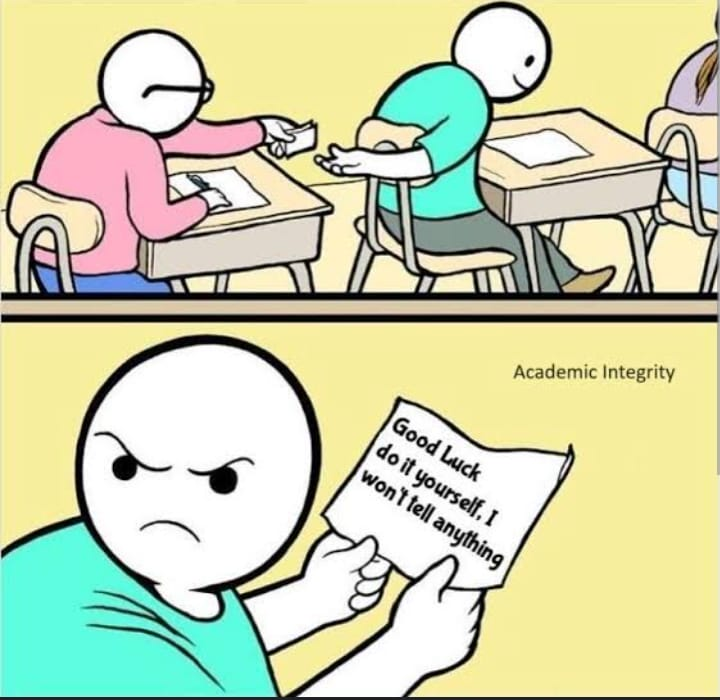 Academic Integrity
Good Luck
do it yourself, I
won't tell anything